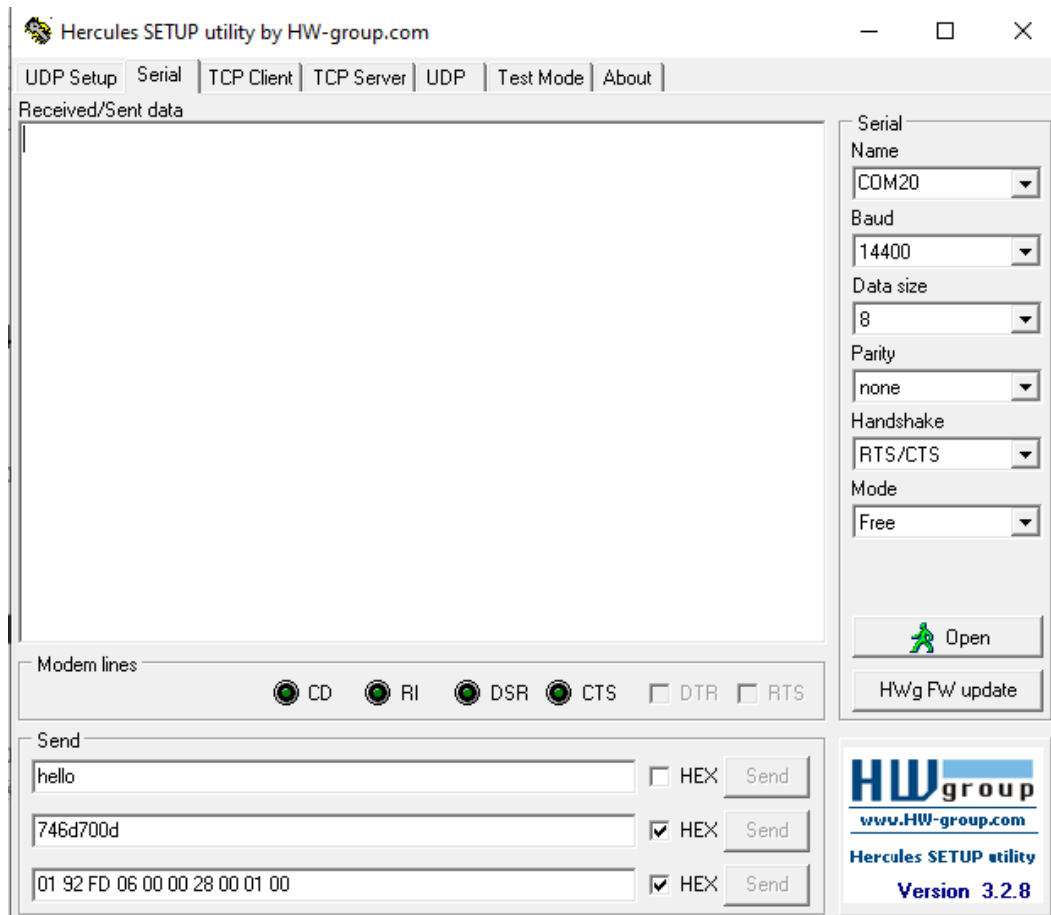 Hercules SETUP utility by HW-group.com
UDP Setup Serial TCP Client TCP Server UDP Test Mode About
Received/Sent data
Serial
Name
COM20
Baud
14400
Data size
8
Parity
none
Handshake
RTS/CTS
Mode
Free
Open
HWg FW update
Modem lines
CD RI DSR CTS DTR RTS
Send
hello HEX Send
746d700d HEX Send
01 92 FD 06 00 00 28 00 01 00 HEX Send
HWgroup
www.HW-group.com
Hercules SETUP utility
Version 3.2.8